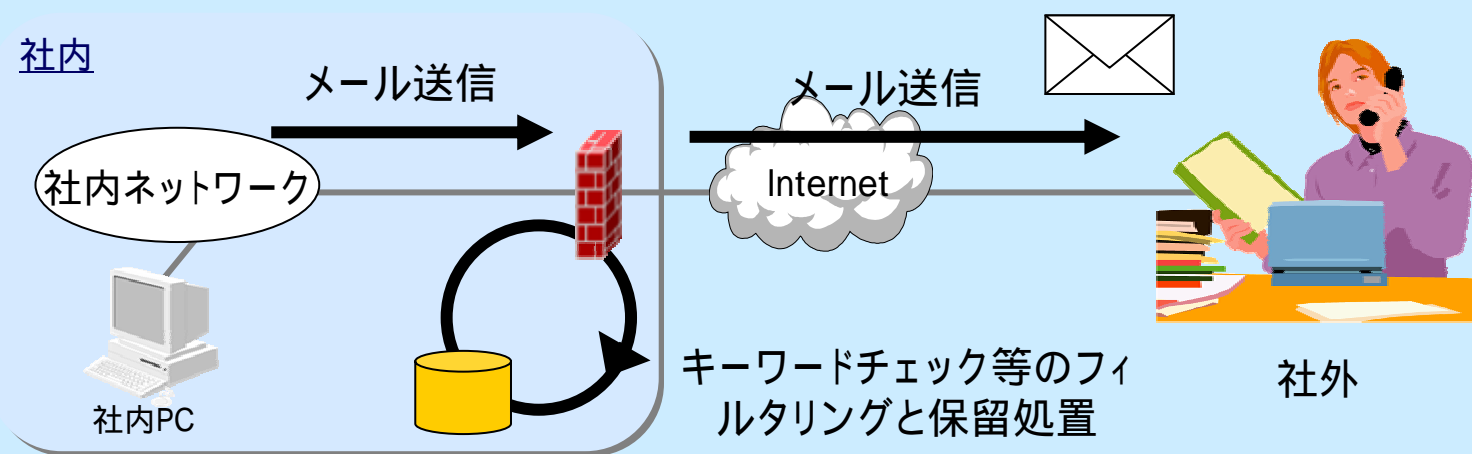 社内
メール送信
メール送信
社内ネットワーク
Internet
キーワードチェック等のフィ
ルタリングと保留処置
社外
社内PC